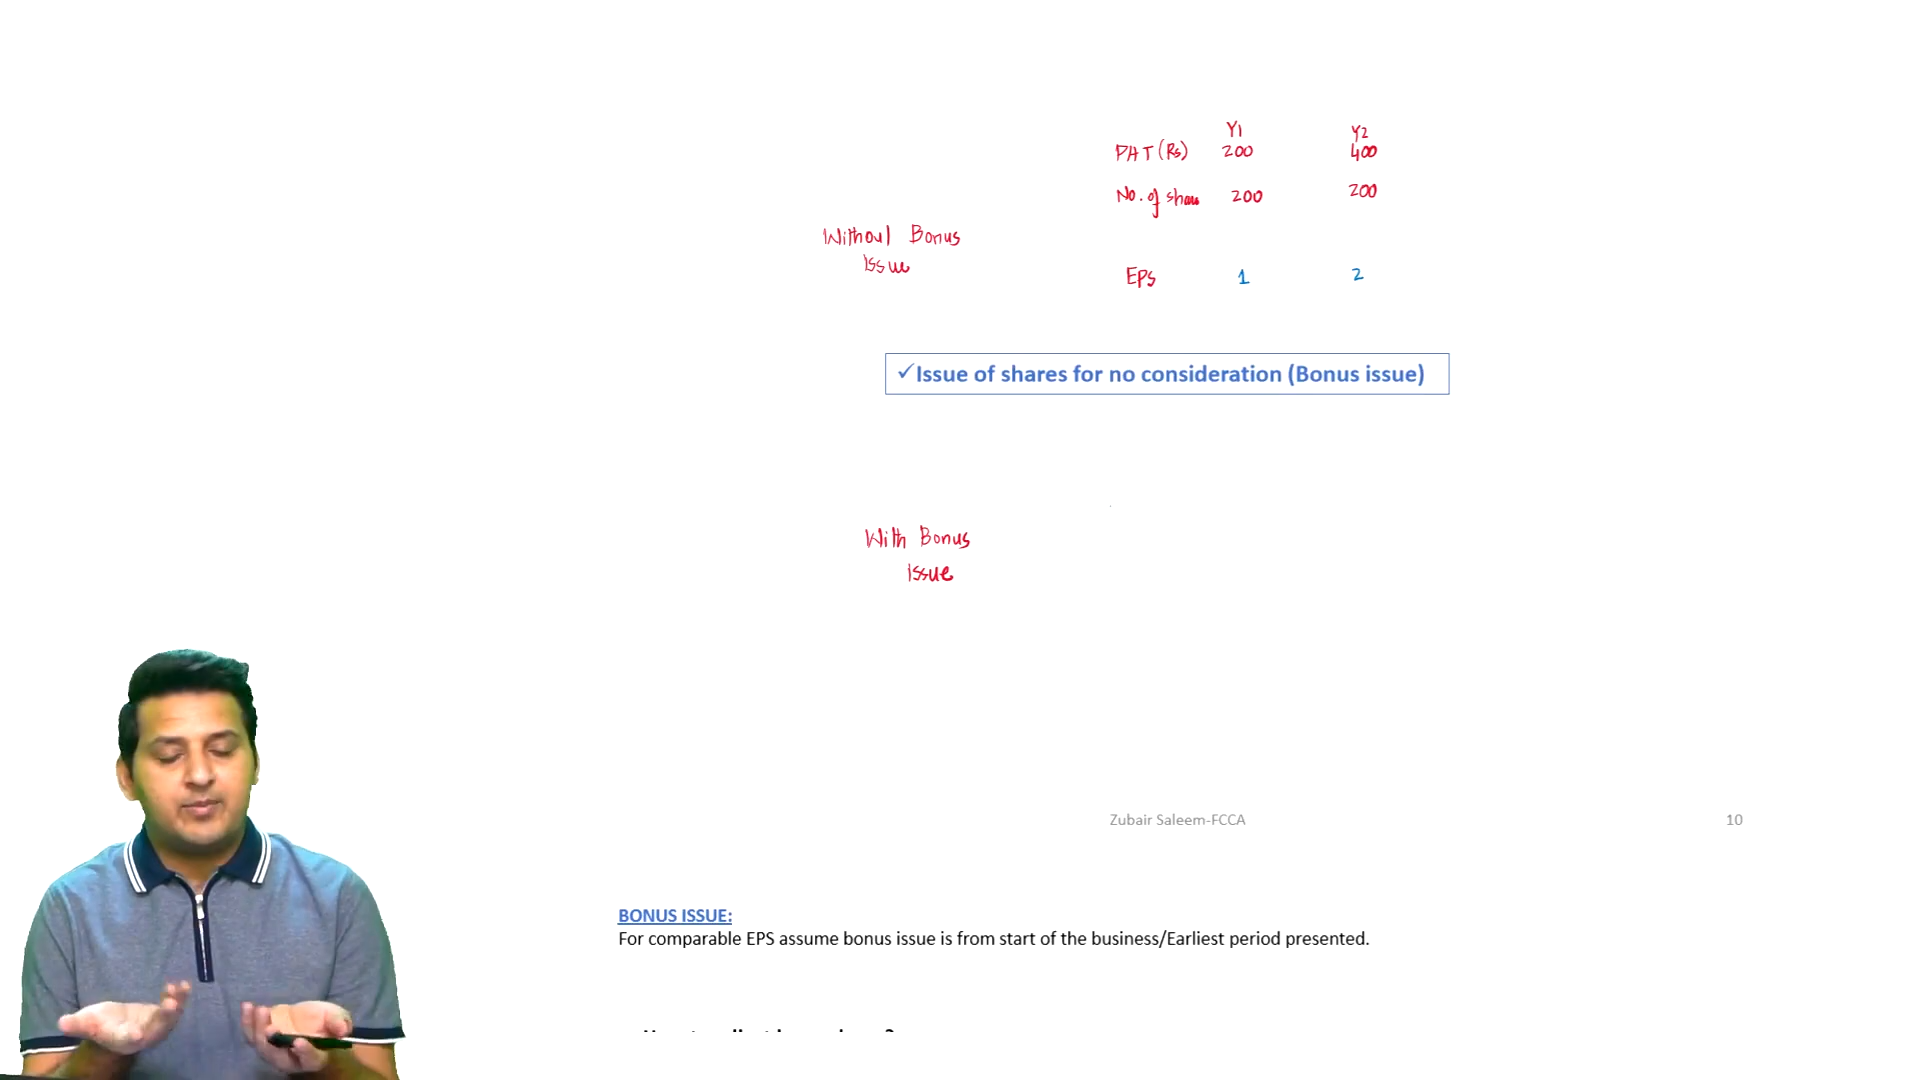 Y1 Y2
PAT (Rs) 200 400
No. of share 200 200
Without Bonus
Issue
EPS 1 2
✓Issue of shares for no consideration (Bonus issue)
With Bonus
Issue
Zubair Saleem-FCCA 10
BONUS ISSUE:
For comparable EPS assume bonus issue is from start of the business/Earliest period presented.